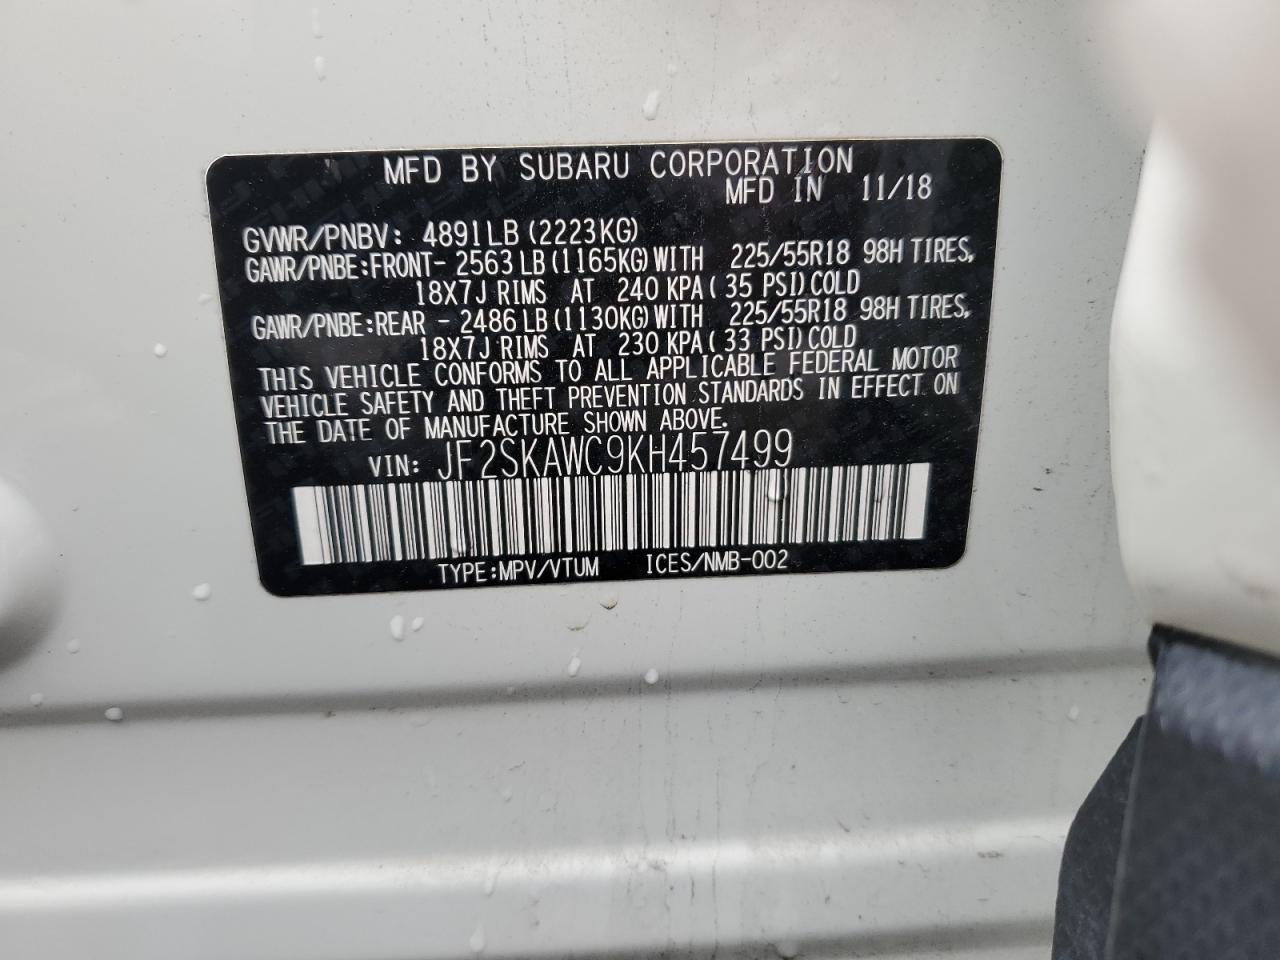 MFD BY SUBARU CORPORATION
MFD IN 11/18
GVWR/PNBV: 4891LB (2223KG)
GAWR/PNBE:FRONT- 2563 LB (1165KG) WITH 225/55R18 98H TIRES,
18X7J RIMS AT 240 KPA ( 35 PSI) COLD
GAWR/PNBE:REAR - 2486 LB (1130KG) WITH 225/55R18 98H TIRES,
18X7J RIMS AT 230 KPA ( 33 PSI) COLD
THIS VEHICLE CONFORMS TO ALL APPLICABLE FEDERAL MOTOR
VEHICLE SAFETY AND THEFT PREVENTION STANDARDS IN EFFECT ON
THE DATE OF MANUFACTURE SHOWN ABOVE.
VIN: JF2SKAWC9KH457499
TYPE:MPV/VTUM ICES/NMB-002